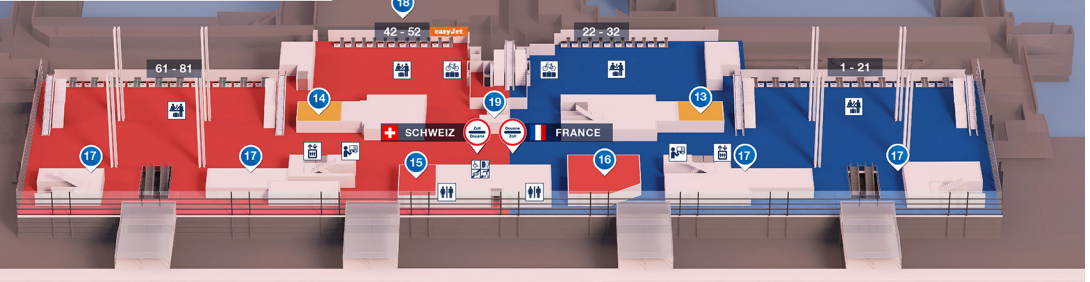 18
42 - 52 easyJet
22 - 32
61 - 81
1 - 21
14
19
13
SCHWEIZ
Zoll
Douane
Douane
Zoll
FRANCE
17
17
15
16
17
17